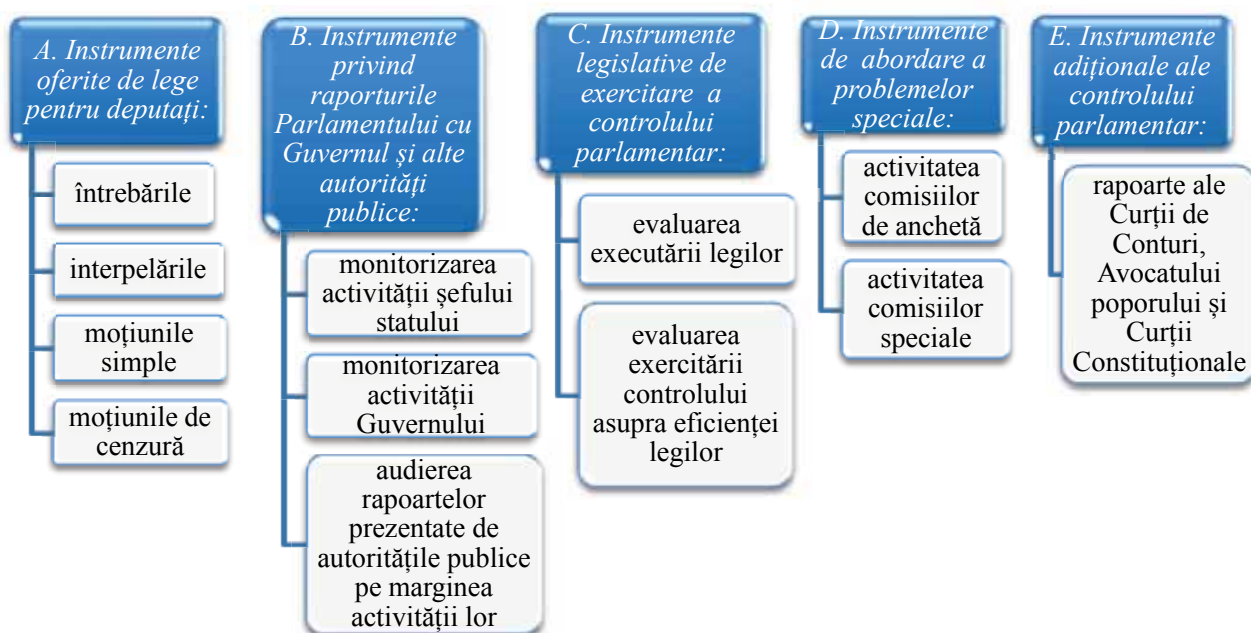 A. Instrumente
oferite de lege
pentru deputați:
întrebările
interpelările
moțiunile
simple
moțiunile de
cenzură
B. Instrumente
privind
raporturile
Parlamentului cu
Guvernul și alte
autorități
publice:
monitorizarea
activității șefului
statului
monitorizarea
activității
Guvernului
audierea
rapoartelor
prezentate de
autoritățile publice
pe marginea
activității lor
C. Instrumente
legislative de
exercitare a
controlului
parlamentar:
evaluarea
executării legilor
evaluarea
exercitării
controlului
asupra eficienței
legilor
D. Instrumente
de abordare a
problemelor
speciale:
activitatea
comisiilor
de anchetă
activitatea
comisiilor
speciale
E. Instrumente
adiționale ale
controlului
parlamentar:
rapoarte ale
Curții de
Conturi,
Avocatului
poporului și
Curții
Constituționale